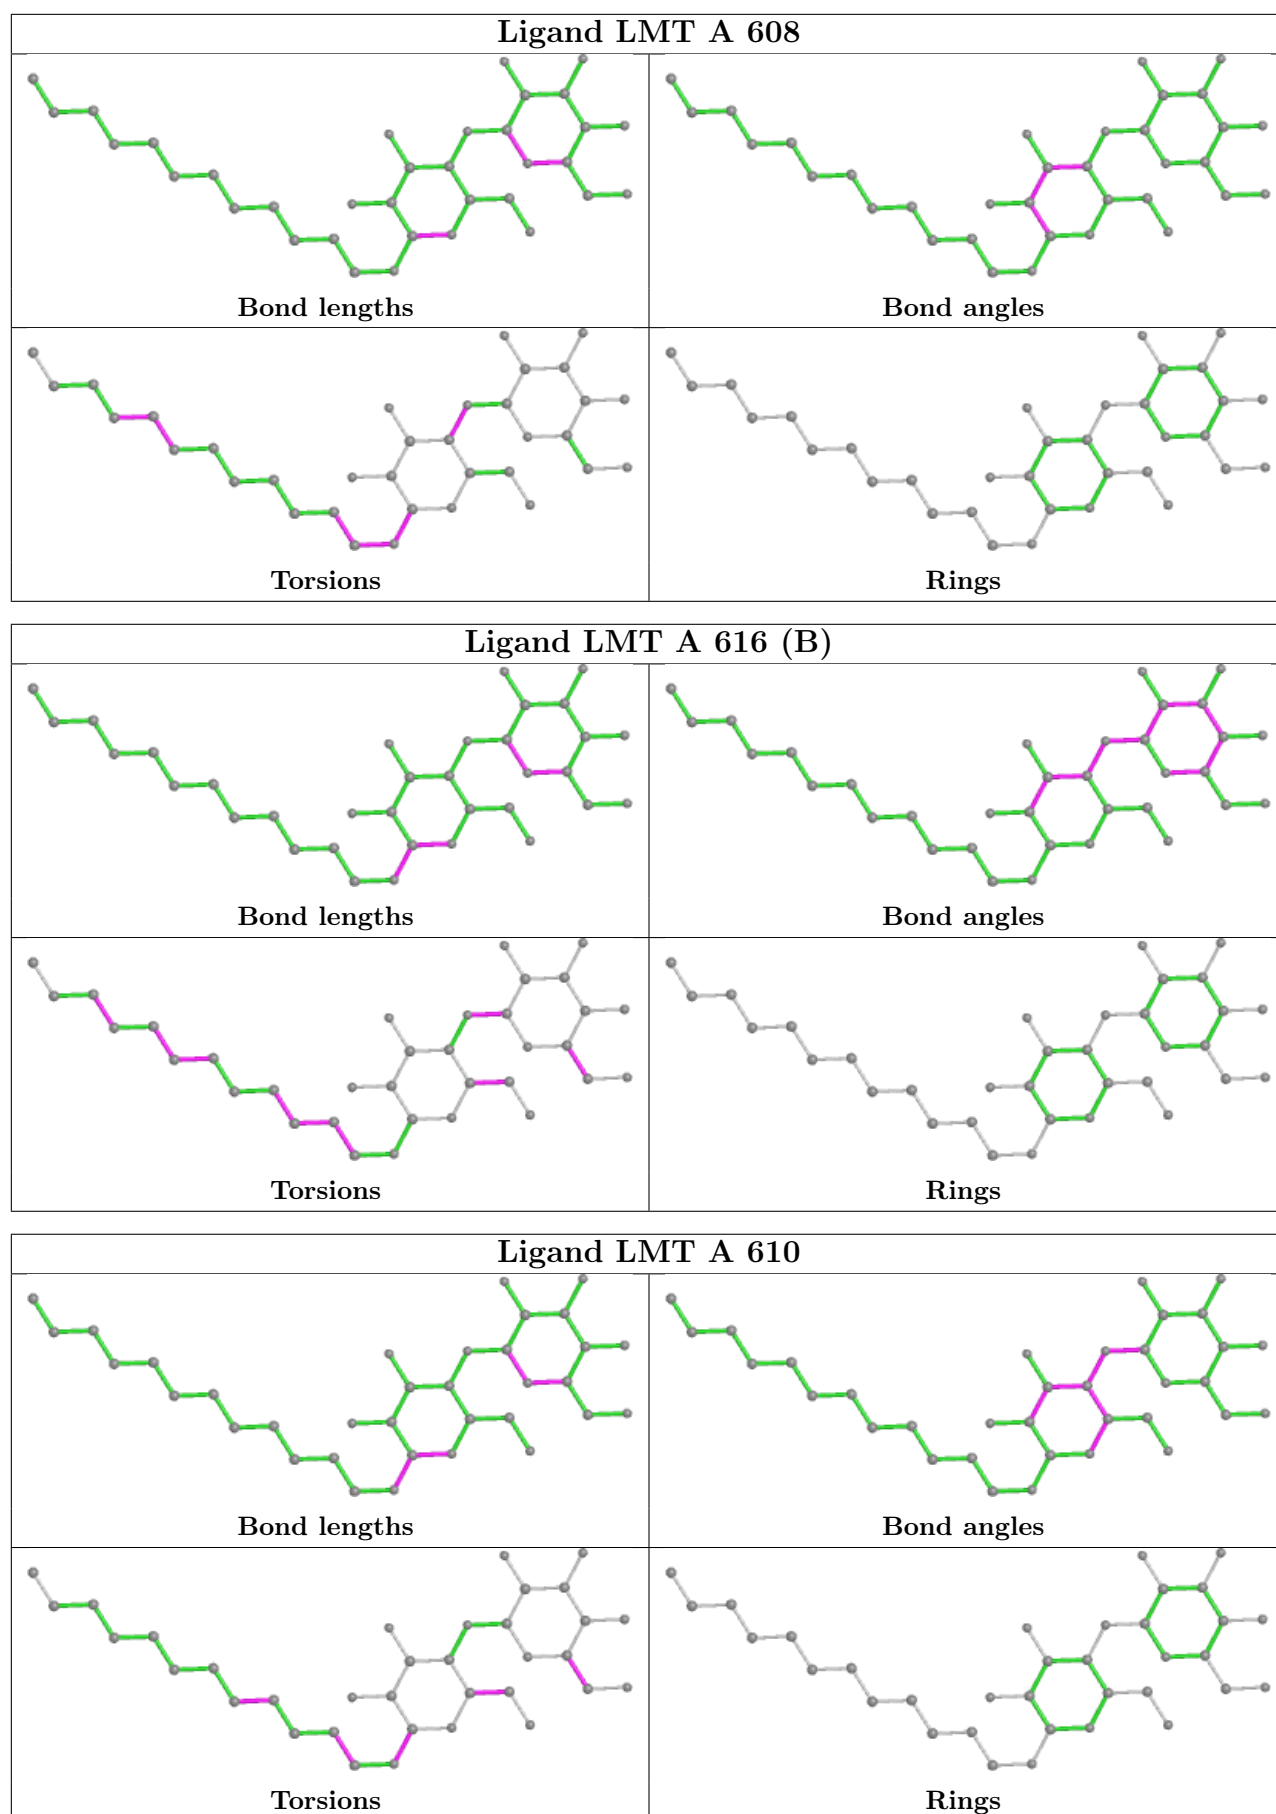 Ligand LMT A 608
Bond lengths
Bond angles
Torsions
Rings
Ligand LMT A 616 (B)
Bond lengths
Bond angles
Torsions
Rings
Ligand LMT A 610
Bond lengths
Bond angles
Torsions
Rings